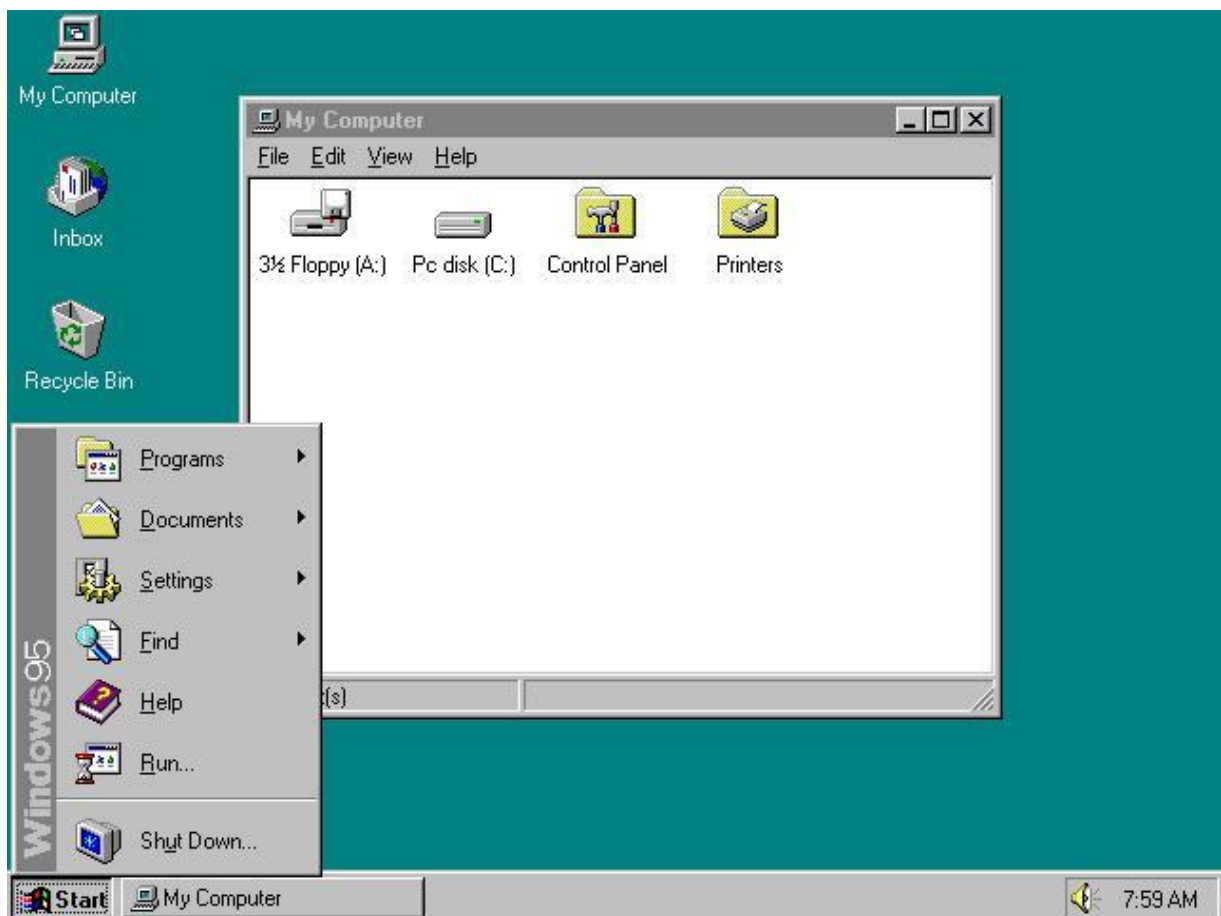 My Computer
Inbox
Recycle Bin
My Computer
File Edit View Help
3½ Floppy (A:) Pc disk (C:) Control Panel Printers
(s)
Windows95
Programs
Documents
Settings
Find
Help
Run...
Shut Down...
Start My Computer 7:59 AM